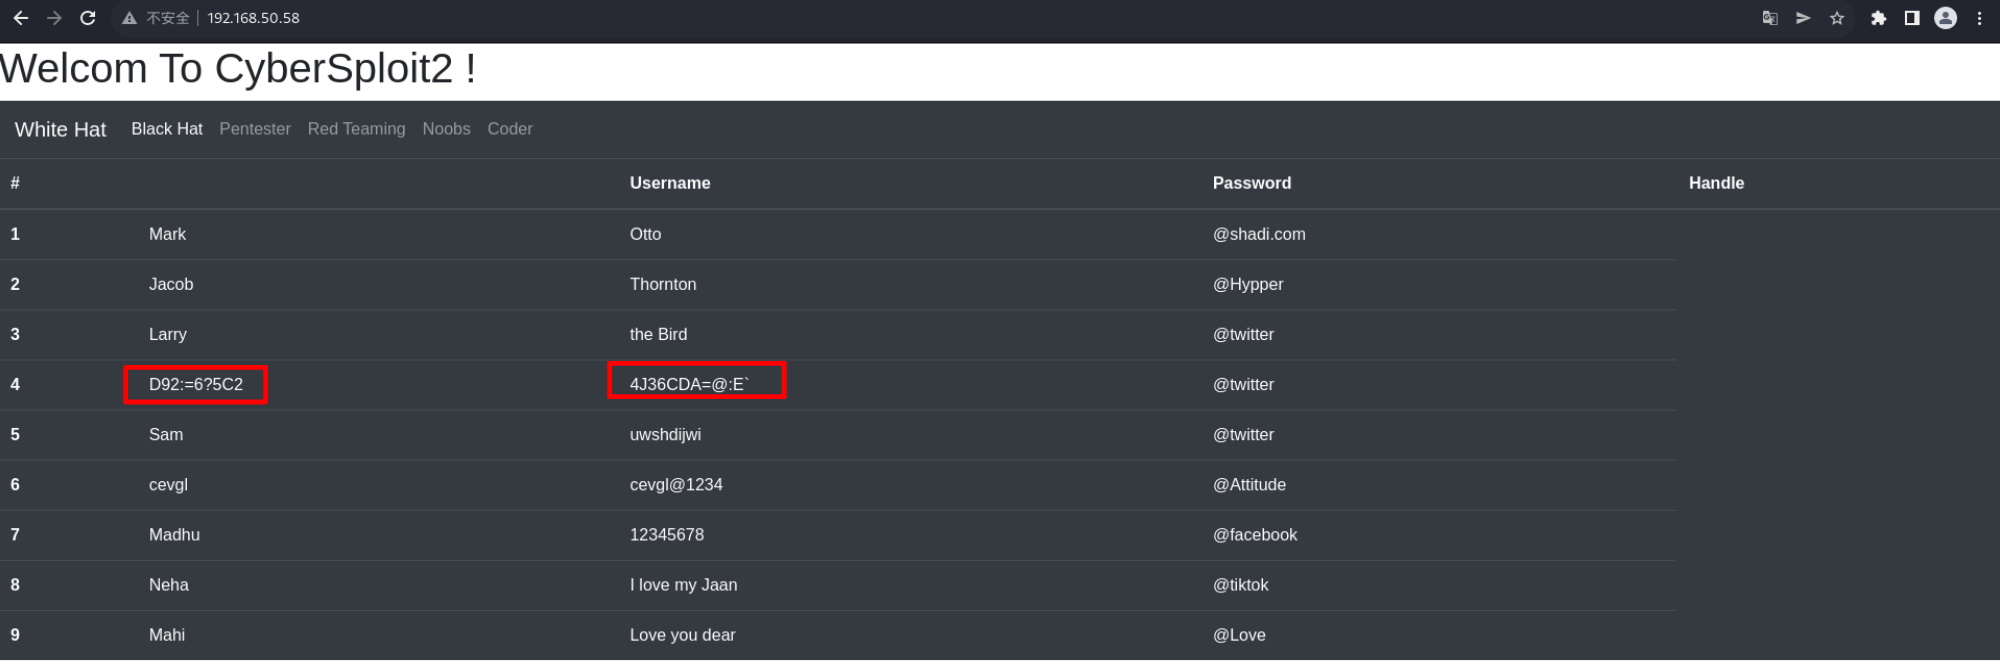 不安全 | 192.168.50.58
Welcom To CyberSploit2 !
White Hat Black Hat Pentester Red Teaming Noobs Coder
# Username Password Handle
1 Mark Otto @shadi.com
2 Jacob Thornton @Hypper
3 Larry the Bird @twitter
4 D92:=6?5C2 4J36CDA=@:E` @twitter
5 Sam uwshdijwi @twitter
6 cevgl cevgl@1234 @Attitude
7 Madhu 12345678 @facebook
8 Neha I love my Jaan @tiktok
9 Mahi Love you dear @Love